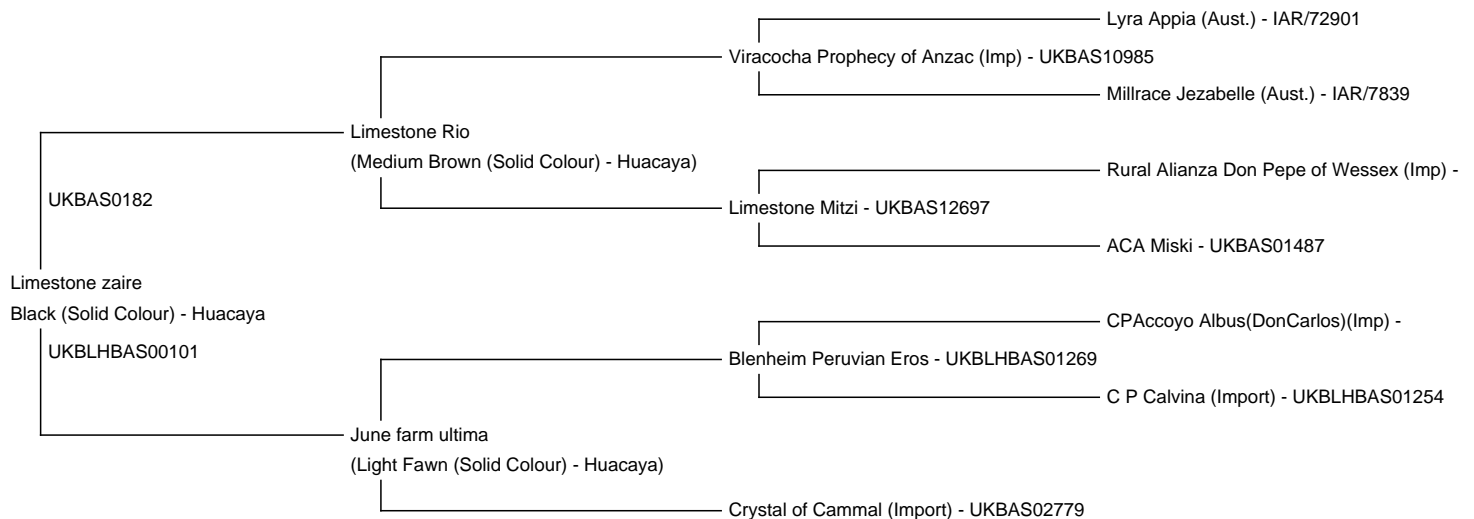 Lyra Appia (Aust.) - IAR/72901
Viracocha Prophecy of Anzac (Imp) - UKBAS10985
Millrace Jezabelle (Aust.) - IAR/7839
Limestone Rio
(Medium Brown (Solid Colour) - Huacaya)
Rural Alianza Don Pepe of Wessex (Imp) -
UKBAS0182
Limestone Mitzi - UKBAS12697
ACA Miski - UKBAS01487
Limestone zaire
Black (Solid Colour) - Huacaya
CPAccoyo Albus(DonCarlos)(Imp) -
UKBLHBAS00101
Blenheim Peruvian Eros - UKBLHBAS01269
C P Calvina (Import) - UKBLHBAS01254
June farm ultima
(Light Fawn (Solid Colour) - Huacaya)
Crystal of Cammal (Import) - UKBAS02779